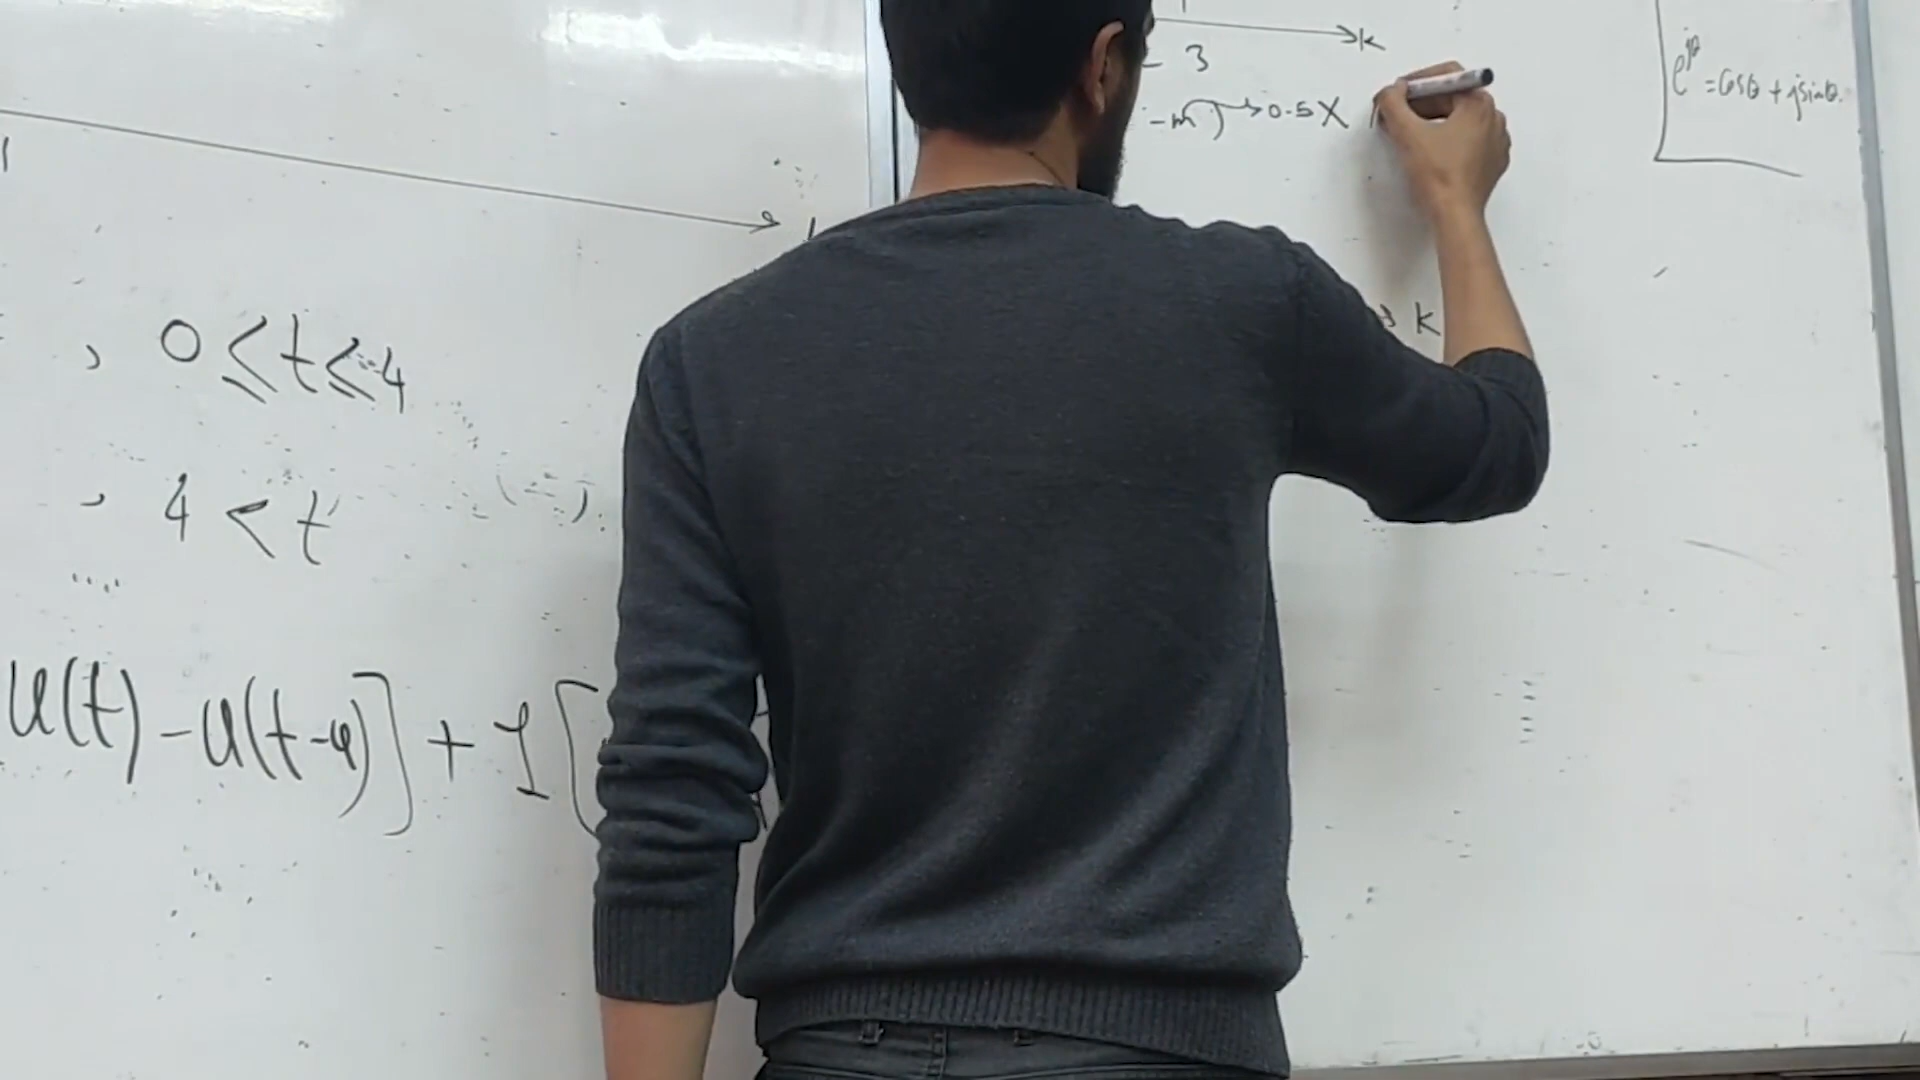 , 0 ≤ t ≤ 4
, 4 < t
u(t) - u(t-4)] + 1 [
k
- 3
-m) → 0.5 X
k
e^{jθ} = cosθ + jsinθ.